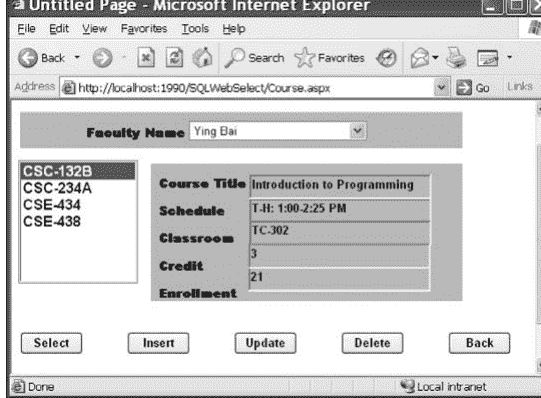 Untitled Page - Microsoft Internet Explorer
File Edit View Favorites Tools Help
Back Search Favorites
Address http://localhost:1990/SQLWebSelect/Course.aspx Go Links
Faculty Name Ying Bai
CSC-132B
CSC-234A
CSE-434
CSE-438
Course Title Introduction to Programming
Schedule T-H: 1:00-2:25 PM
Classroom TC-302
Credit 3
Enrollment 21
Select Insert Update Delete Back
Done Local intranet